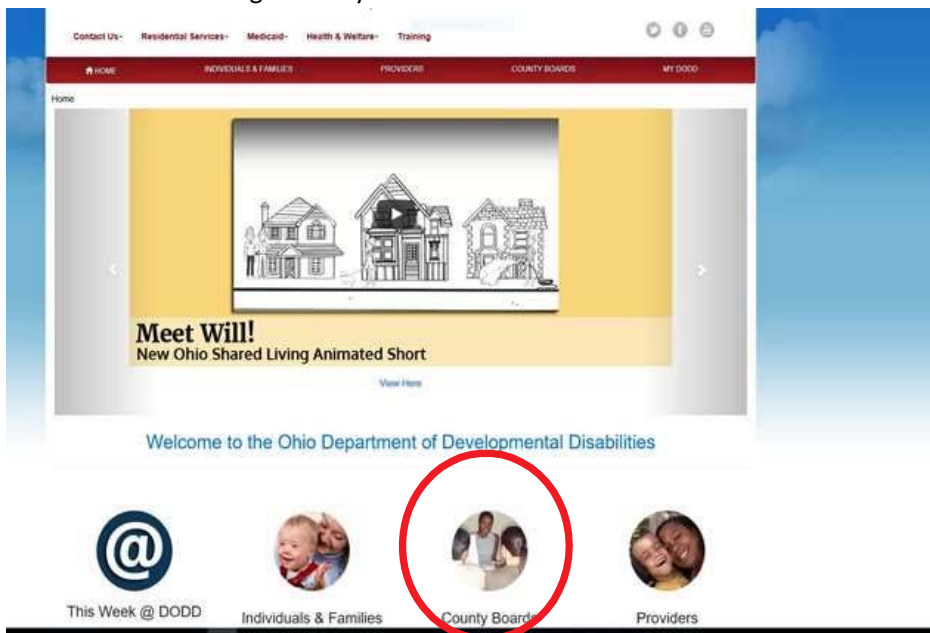 Contact Us- Residential Services- Medicaid- Health & Welfare- Training
HOME INDIVIDUALS & FAMILIES PROVIDERS COUNTY BOARDS MY DODD
Home
Meet Will!
New Ohio Shared Living Animated Short
View Here
Welcome to the Ohio Department of Developmental Disabilities
@
This Week @ DODD Individuals & Families County Boards Providers